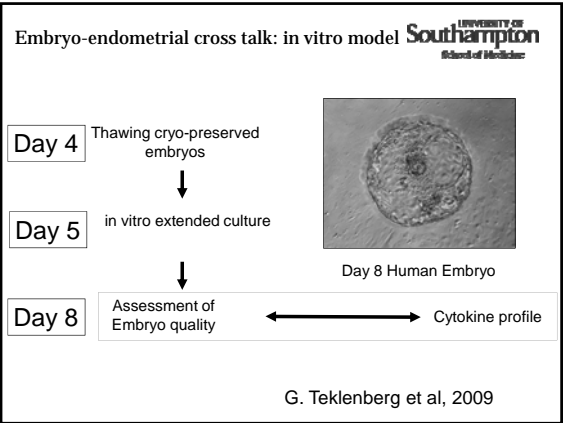 Embryo-endometrial cross talk: in vitro model
UNIVERSITY OF
Southampton
School of Medicine
Day 4
Thawing cryo-preserved
embryos
Day 5
in vitro extended culture
Day 8 Human Embryo
Day 8
Assessment of
Embryo quality
Cytokine profile
G. Teklenberg et al, 2009